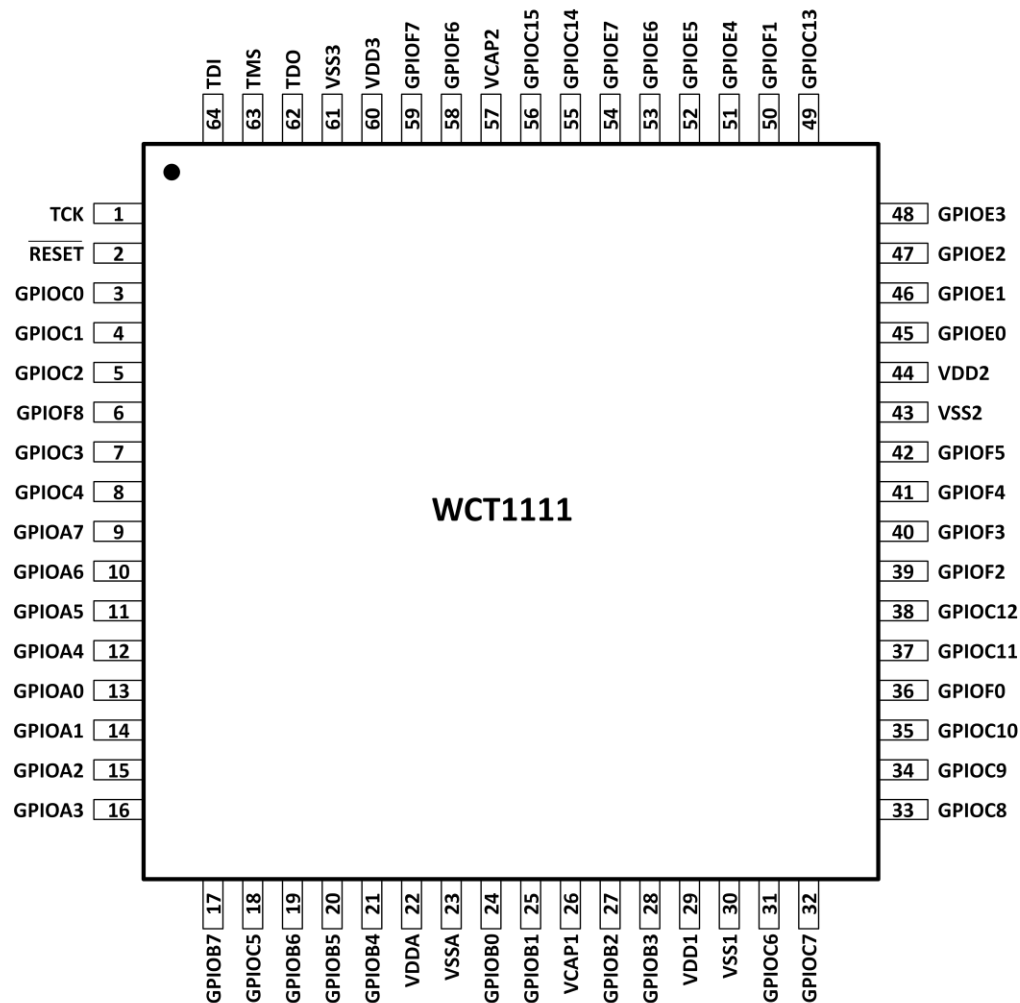 TDI TMS TDO VSS3 VDD3 GPIOF7 GPIOF6 VCAP2 GPIOC15 GPIOC14 GPIOE7 GPIOE6 GPIOE5 GPIOE4 GPIOF1 GPIOC13
64 63 62 61 60 59 58 57 56 55 54 53 52 51 50 49
TCK 1 48 GPIOE3
RESET 2 47 GPIOE2
GPIOC0 3 46 GPIOE1
GPIOC1 4 45 GPIOE0
GPIOC2 5 44 VDD2
GPIOF8 6 43 VSS2
GPIOC3 7 42 GPIOF5
GPIOC4 8 41 GPIOF4
WCT1111
GPIOA7 9 40 GPIOF3
GPIOA6 10 39 GPIOF2
GPIOA5 11 38 GPIOC12
GPIOA4 12 37 GPIOC11
GPIOA0 13 36 GPIOF0
GPIOA1 14 35 GPIOC10
GPIOA2 15 34 GPIOC9
GPIOA3 16 33 GPIOC8
17 18 19 20 21 22 23 24 25 26 27 28 29 30 31 32
GPIOB7 GPIOC5 GPIOB6 GPIOB5 GPIOB4 VDDA VSSA GPIOB0 GPIOB1 VCAP1 GPIOB2 GPIOB3 VDD1 VSS1 GPIOC6 GPIOC7